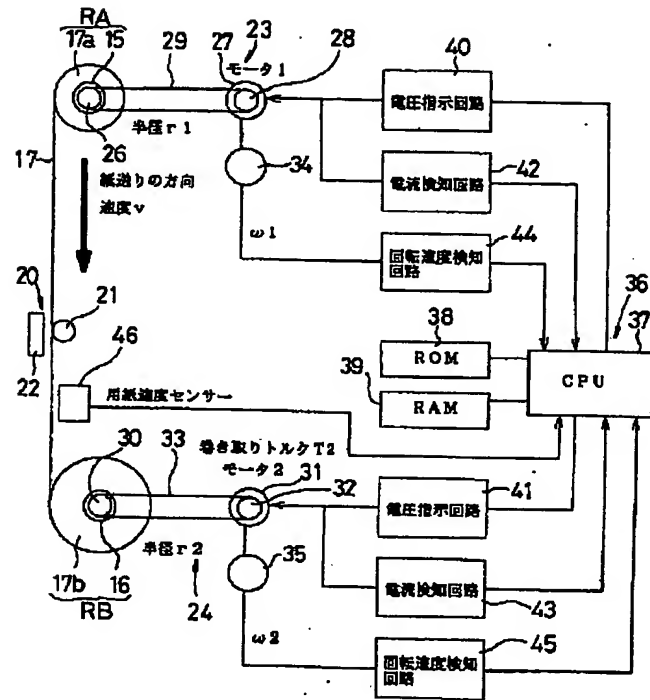 RA
17a 15
29
27 23
モータ1
28
40
電圧指示回路
半径r1
26
17
紙送りの方向
速度v
34
42
電流検知回路
ω1
44
回転速度検知
回路
36
37
20
21
22
46
38
ROM
39
RAM
CPU
用紙速度センサー
巻き取りトルクT2
モータ2
30
33
31
32
41
電圧指示回路
半径r2
17b 16
RB
24
35
電流検知回路
43
ω2
45
回転速度検知
回路